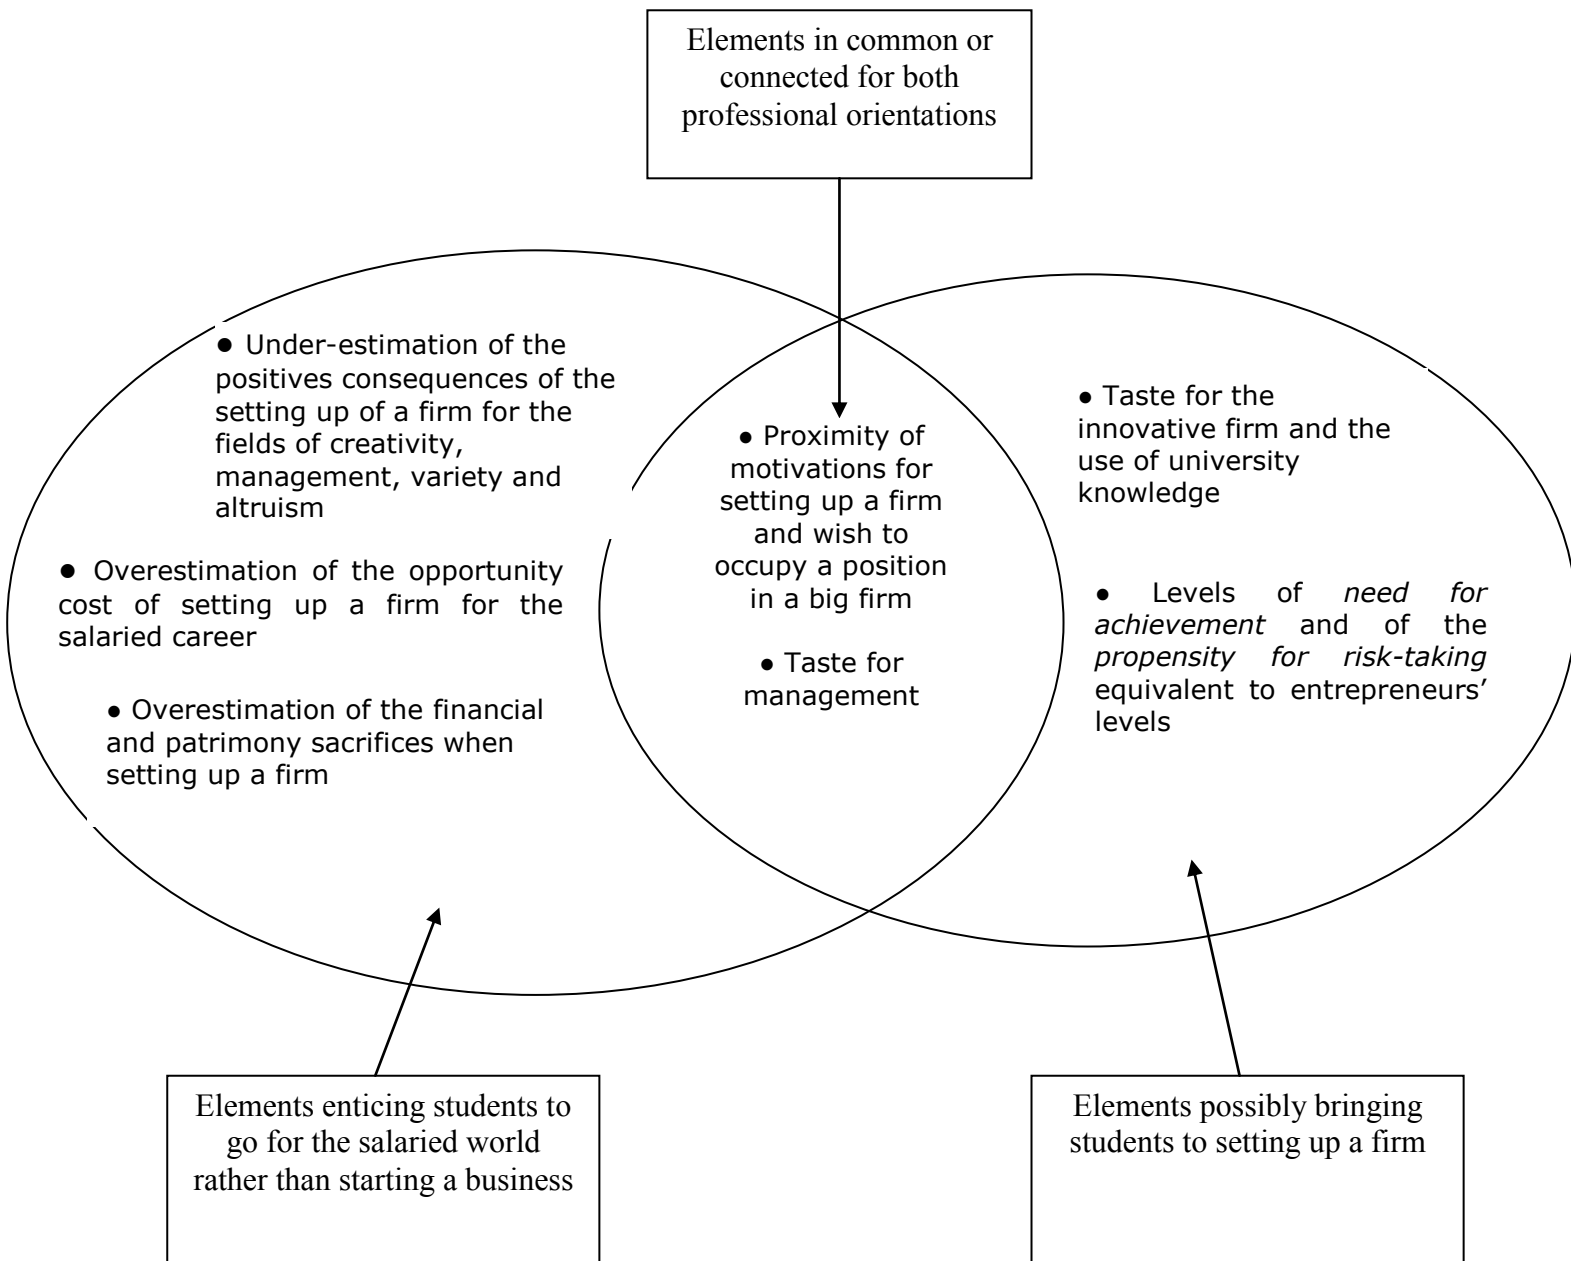 Elements in common or
connected for both
professional orientations
● Under-estimation of the
positives consequences of the
setting up of a firm for the
fields of creativity,
management, variety and
altruism
● Overestimation of the opportunity
cost of setting up a firm for the
salaried career
● Overestimation of the financial
and patrimony sacrifices when
setting up a firm
● Proximity of
motivations for
setting up a firm
and wish to
occupy a position
in a big firm
● Taste for
management
● Taste for the
innovative firm and the
use of university
knowledge
● Levels of need for
achievement and of the
propensity for risk-taking
equivalent to entrepreneurs’
levels
Elements enticing students to
go for the salaried world
rather than starting a business
Elements possibly bringing
students to setting up a firm